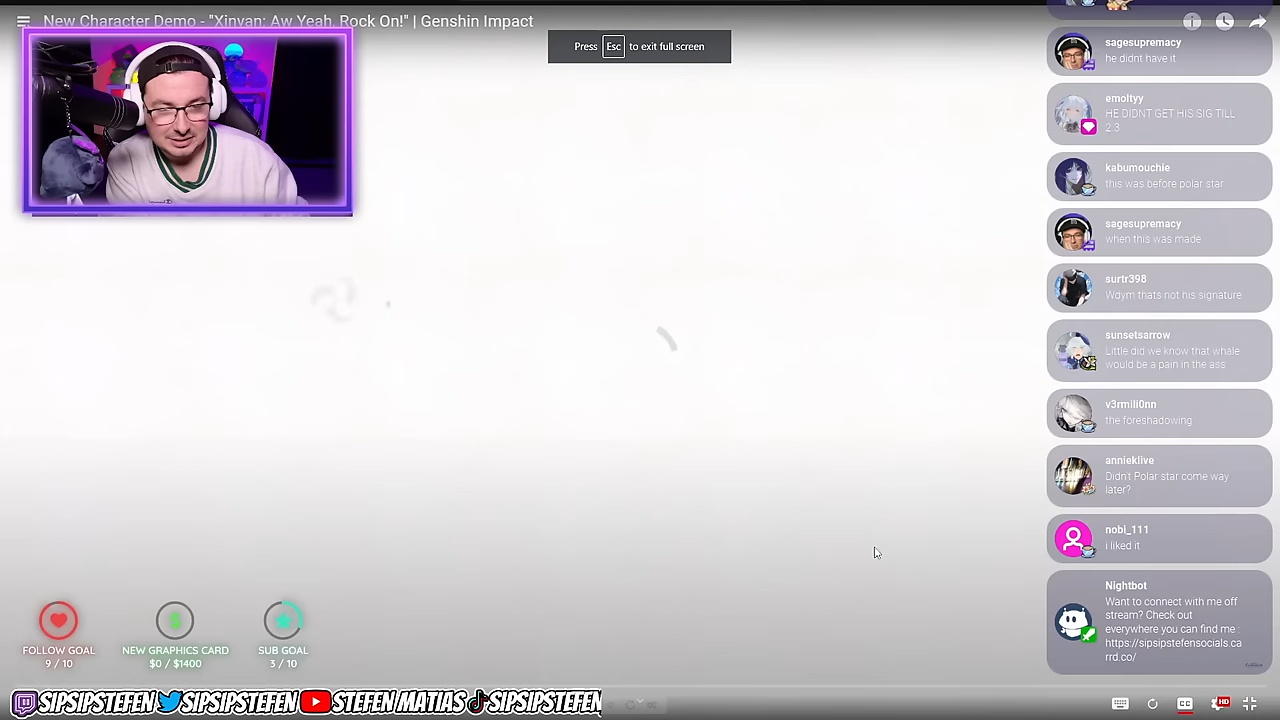 New Character Demo - "Xinyan: Aw Yeah, Rock On!" | Genshin Impact
Press Esc to exit full screen
sagesupremacy
he didnt have it
emoltyy
HE DIDNT GET HIS SIG TILL
2.3
kabumouchie
this was before polar star
sagesupremacy
when this was made
surtr398
Wdym thats not his signature
sunsetsarrow
Little did we know that whale
would be a pain in the ass
v3rmili0nn
the foreshadowing
annieklive
Didn't Polar star come way
later?
nobi_111
i liked it
Nightbot
Want to connect with me off
stream? Check out
everywhere you can find me :
https://sipsipstefensocials.ca
rrd.co/
FOLLOW GOAL
9 / 10
NEW GRAPHICS CARD
$0 / $1400
SUB GOAL
3 / 10
SIPSIPSTEFEN SIPSIPSTEFEN STEFEN MATIAS SIPSIPSTEFEN
CC
HD